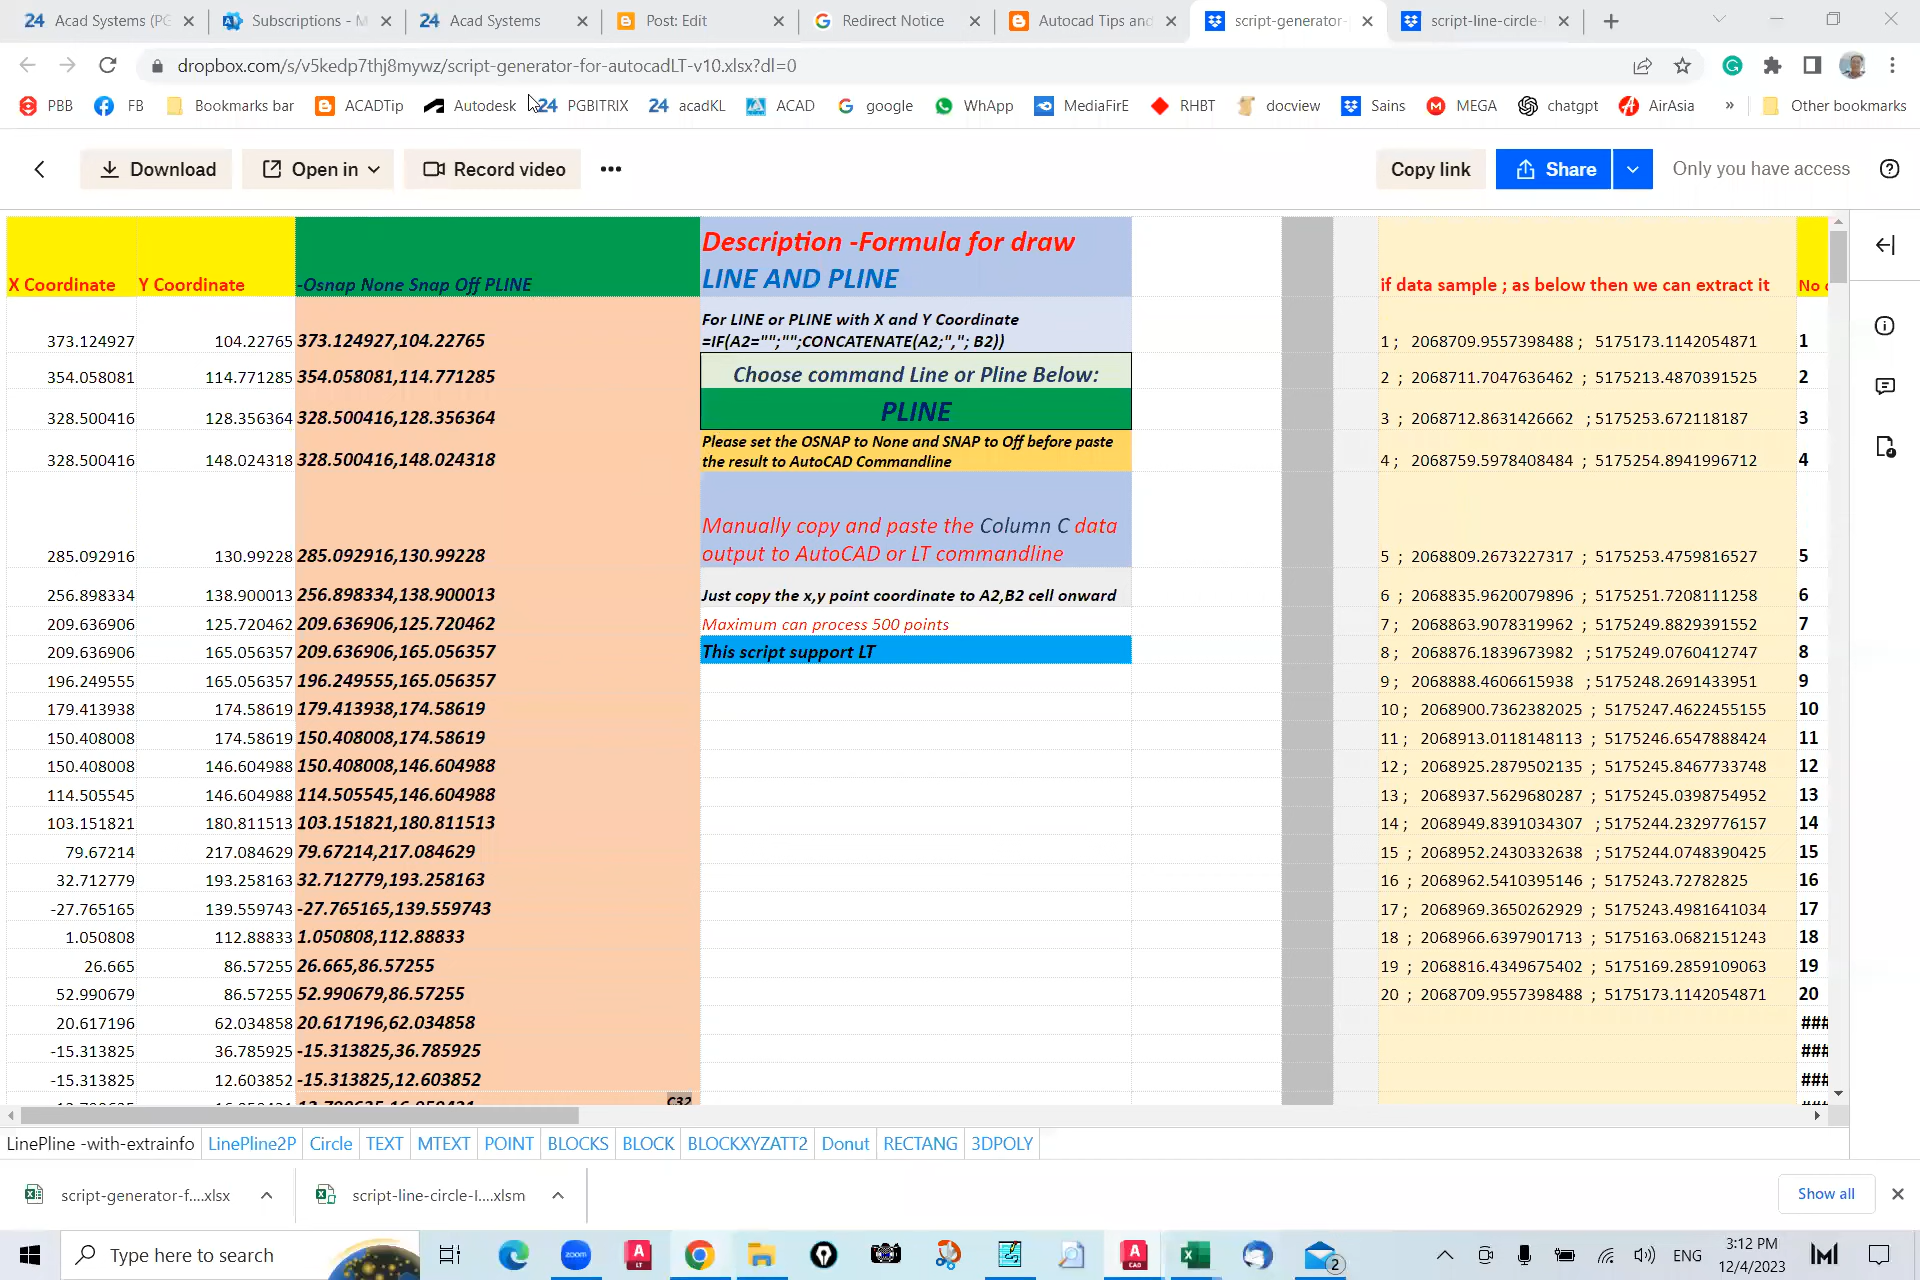 Acad Systems (PG
Subscriptions - M
Acad Systems
Post: Edit
Redirect Notice
Autocad Tips and
script-generator-
script-line-circle-
dropbox.com/s/v5kedp7thj8mywz/script-generator-for-autocadLT-v10.xlsx?dl=0
PBB
FB
Bookmarks bar
ACADTip
Autodesk
24 PGBITRIX
24 acadKL
ACAD
google
WhApp
MediaFirE
RHBT
docview
Sains
MEGA
chatgpt
AirAsia
»
Other bookmarks
Download
Open in
Record video
Copy link
Share
Only you have access
X Coordinate Y Coordinate -Osnap None Snap Off PLINE
373.124927 104.22765 373.124927,104.22765
354.058081 114.771285 354.058081,114.771285
328.500416 128.356364 328.500416,128.356364
328.500416 148.024318 328.500416,148.024318
285.092916 130.99228 285.092916,130.99228
256.898334 138.900013 256.898334,138.900013
209.636906 125.720462 209.636906,125.720462
209.636906 165.056357 209.636906,165.056357
196.249555 165.056357 196.249555,165.056357
179.413938 174.58619 179.413938,174.58619
150.408008 174.58619 150.408008,174.58619
150.408008 146.604988 150.408008,146.604988
114.505545 146.604988 114.505545,146.604988
103.151821 180.811513 103.151821,180.811513
79.67214 217.084629 79.67214,217.084629
32.712779 193.258163 32.712779,193.258163
-27.765165 139.559743 -27.765165,139.559743
1.050808 112.88833 1.050808,112.88833
26.665 86.57255 26.665,86.57255
52.990679 86.57255 52.990679,86.57255
20.617196 62.034858 20.617196,62.034858
-15.313825 36.785925 -15.313825,36.785925
-15.313825 12.603852 -15.313825,12.603852
C32
Description -Formula for draw
LINE AND PLINE
For LINE or PLINE with X and Y Coordinate
=IF(A2="";"";CONCATENATE(A2;","; B2))
Choose command Line or Pline Below:
PLINE
Please set the OSNAP to None and SNAP to Off before paste
the result to AutoCAD Commandline
Manually copy and paste the Column C data
output to AutoCAD or LT commandline
Just copy the x,y point coordinate to A2,B2 cell onward
Maximum can process 500 points
This script support LT
if data sample ; as below then we can extract it No
1 ; 2068709.9557398488 ; 5175173.1142054871 1
2 ; 2068711.7047636462 ; 5175213.4870391525 2
3 ; 2068712.8631426662 ; 5175253.672118187 3
4 ; 2068759.5978408484 ; 5175254.8941996712 4
5 ; 2068809.2673227317 ; 5175253.4759816527 5
6 ; 2068835.9620079896 ; 5175251.7208111258 6
7 ; 2068863.9078319962 ; 5175249.8829391552 7
8 ; 2068876.1839673982 ; 5175249.0760412747 8
9 ; 2068888.4606615938 ; 5175248.2691433951 9
10 ; 2068900.7362382025 ; 5175247.4622455155 10
11 ; 2068913.0118148113 ; 5175246.6547888424 11
12 ; 2068925.2879502135 ; 5175245.8467733748 12
13 ; 2068937.5629680287 ; 5175245.0398754952 13
14 ; 2068949.8391034307 ; 5175244.2329776157 14
15 ; 2068952.2430332638 ; 5175244.0748390425 15
16 ; 2068962.5410395146 ; 5175243.72782825 16
17 ; 2068969.3650262929 ; 5175243.4981641034 17
18 ; 2068966.6397901713 ; 5175163.0682151243 18
19 ; 2068816.4349675402 ; 5175169.2859109063 19
20 ; 2068709.9557398488 ; 5175173.1142054871 20
###
###
###
LinePline -with-extrainfo
LinePline2P
Circle
TEXT
MTEXT
POINT
BLOCKS
BLOCK
BLOCKXYZATT2
Donut
RECTANG
3DPOLY
script-generator-f....xlsx
script-line-circle-I....xlsm
Show all
Type here to search
zoom
ENG
3:12 PM
12/4/2023
2